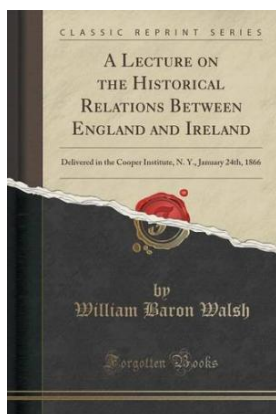 CLASSIC REPRINT SERIES
A LECTURE ON
THE HISTORICAL
RELATIONS BETWEEN
ENGLAND AND IRELAND
Delivered in the Cooper Institute, N. Y., January 24th, 1866
by
William Baron Walsh
Forgotten Books